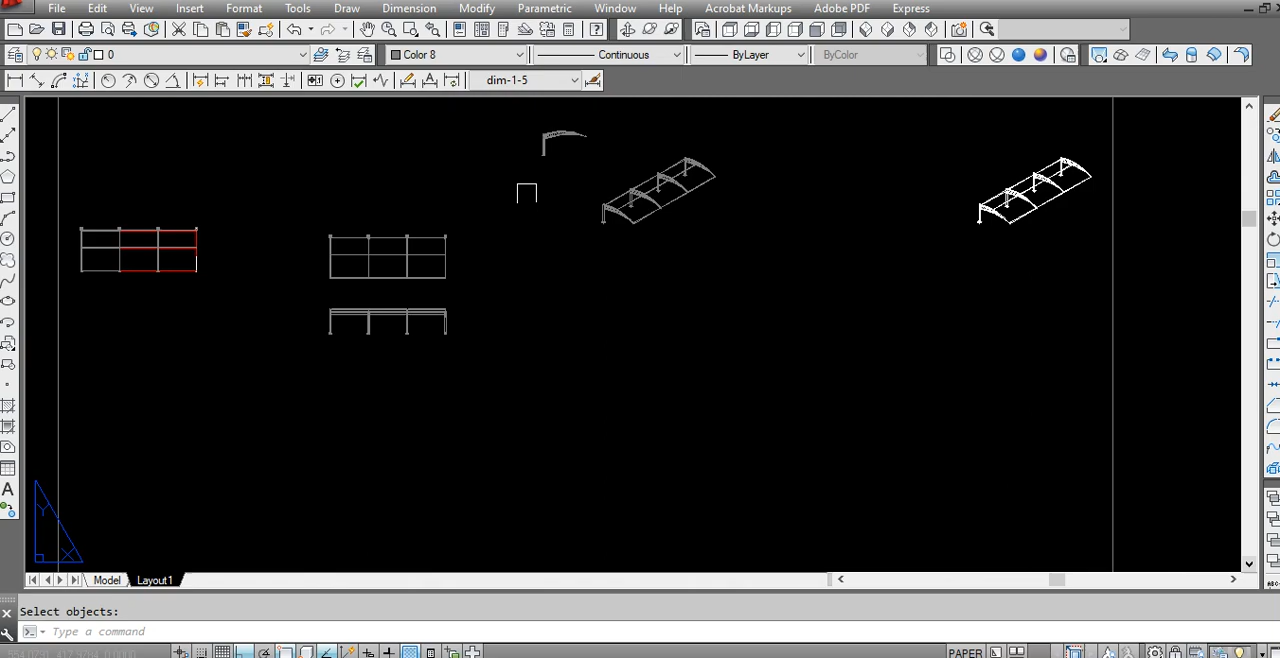 File Edit View Insert Format Tools Draw Dimension Modify Parametric Window Help Acrobat Markups Adobe PDF Express
0 Color 8 Continuous ByLayer ByColor
dim-1-5
Y
X
A
Model Layout1
Select objects:
Type a command
PAPER